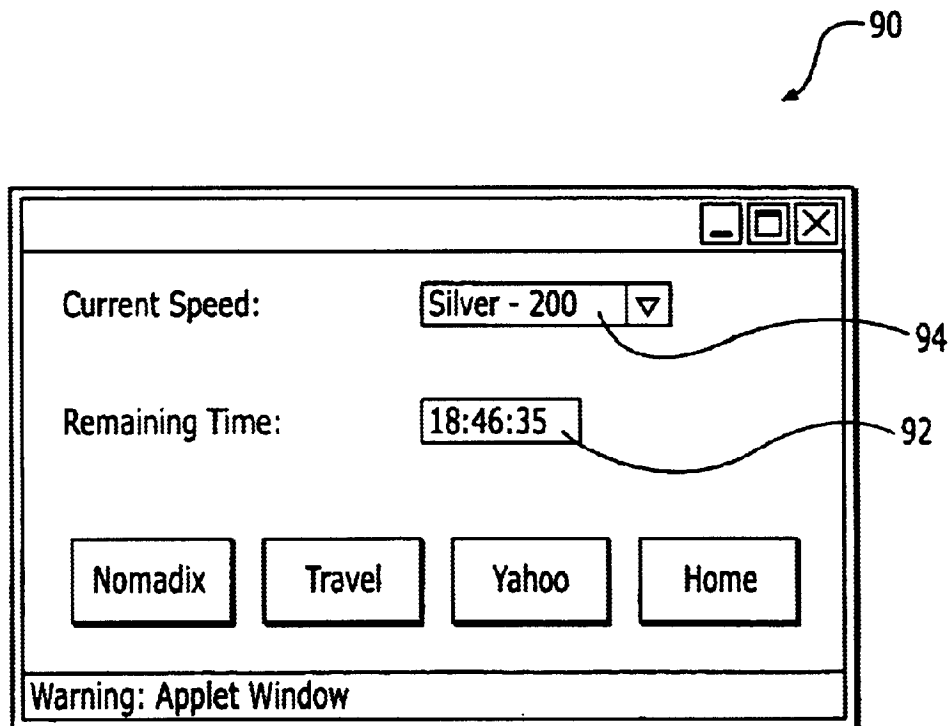 90
Current Speed: Silver - 200
94
Remaining Time: 18:46:35
92
Nomadix Travel Yahoo Home
Warning: Applet Window